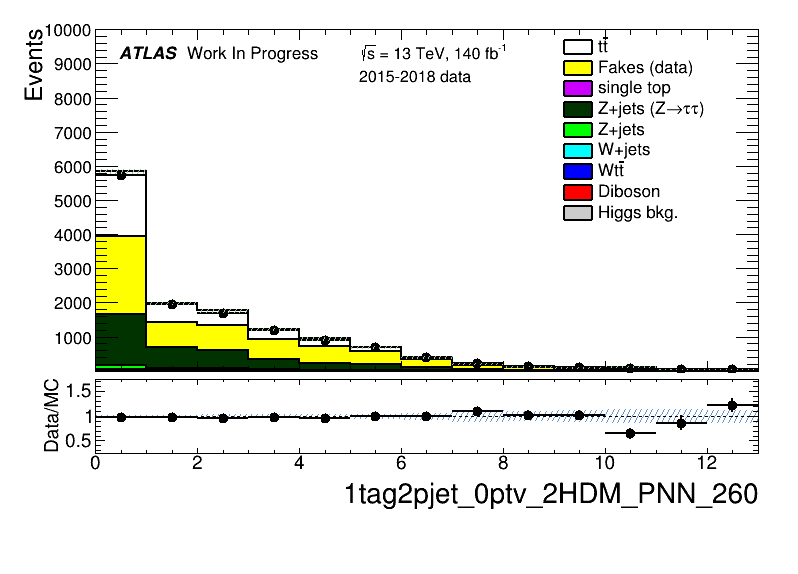 Events
10000
9000
8000
7000
6000
5000
4000
3000
2000
1000
ATLAS Work In Progress
√s = 13 TeV, 140 fb⁻¹
2015-2018 data
tt̄
Fakes (data)
single top
Z+jets (Z→ττ)
Z+jets
W+jets
Wtt̄
Diboson
Higgs bkg.
Data/MC
1.5
1
0.5
0 2 4 6 8 10 12
1tag2pjet_0ptv_2HDM_PNN_260